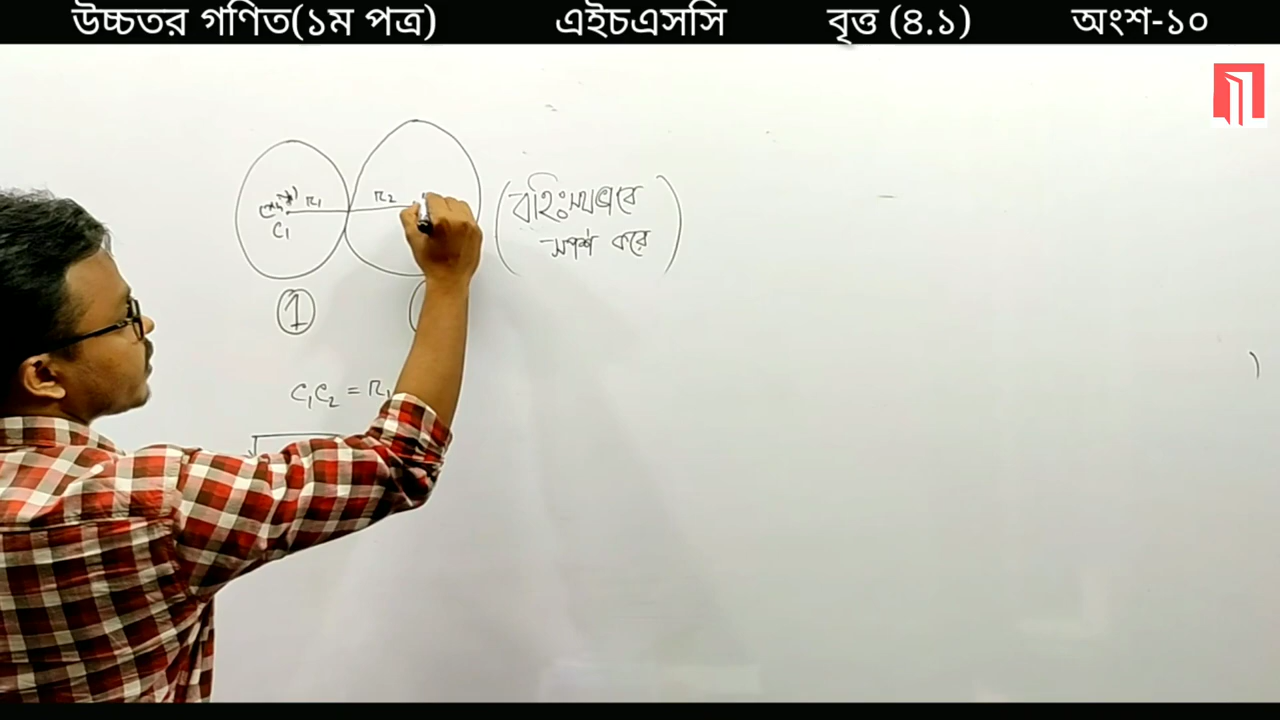 উচ্চতর গণিত(১ম পত্র) এইচএসসি বৃত্ত (৪.১) অংশ-১০
r₁ r₂
C₁
(বহিঃস্থভাবে
স্পর্শ করে)
1
C₁C₂ = r₁